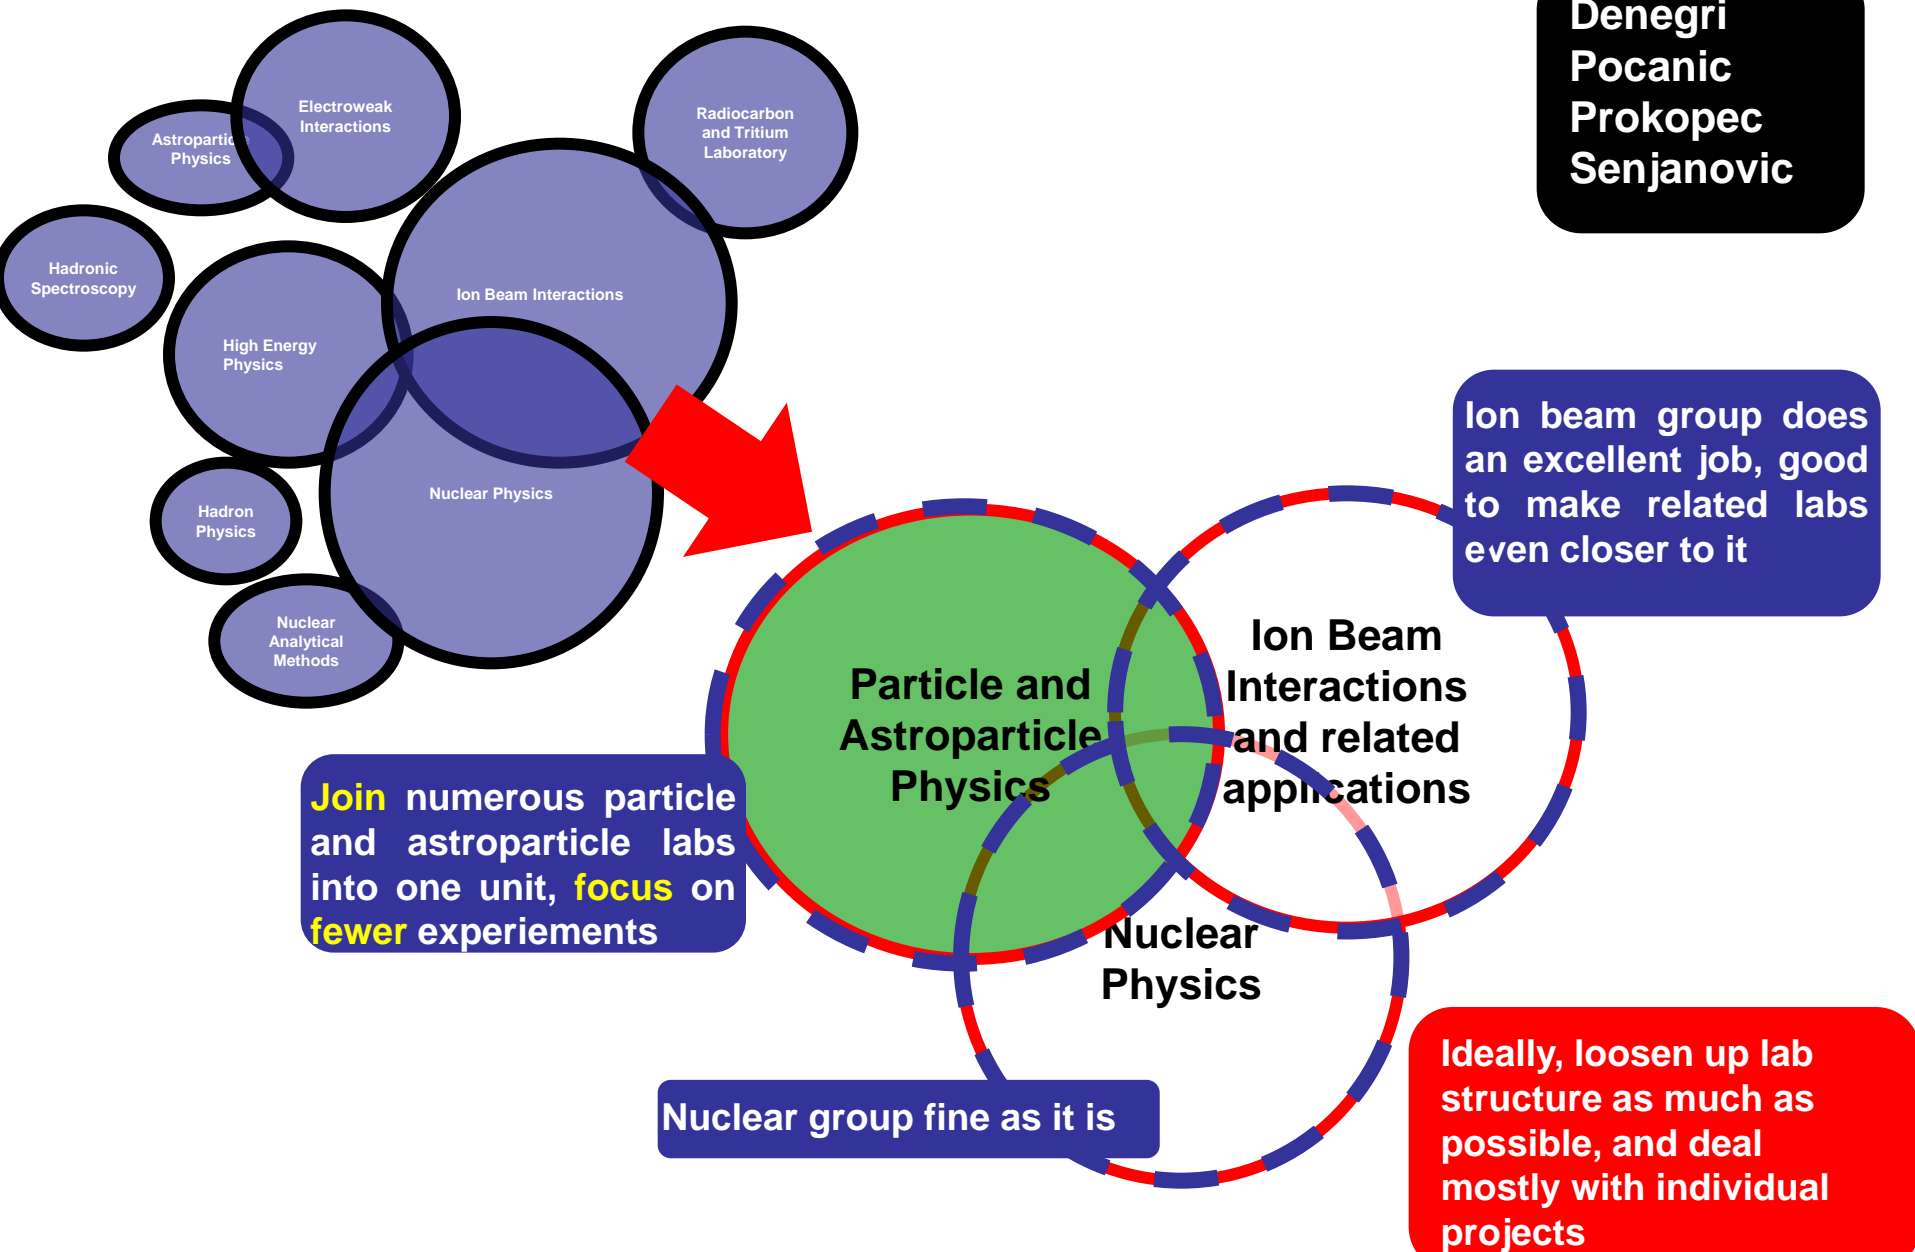 Denegri
Pocanic
Prokopec
Senjanovic
Electroweak
Interactions
Astroparticle
Physics
Radiocarbon
and Tritium
Laboratory
Hadronic
Spectroscopy
Ion Beam Interactions
High Energy
Physics
Nuclear Physics
Hadron
Physics
Nuclear
Analytical
Methods
Ion beam group does
an excellent job, good
to make related labs
even closer to it
Particle and
Astroparticle
Physics
Ion Beam
Interactions
and related
applications
Join numerous particle
and astroparticle labs
into one unit, focus on
fewer experiements
Nuclear
Physics
Nuclear group fine as it is
Ideally, loosen up lab
structure as much as
possible, and deal
mostly with individual
projects